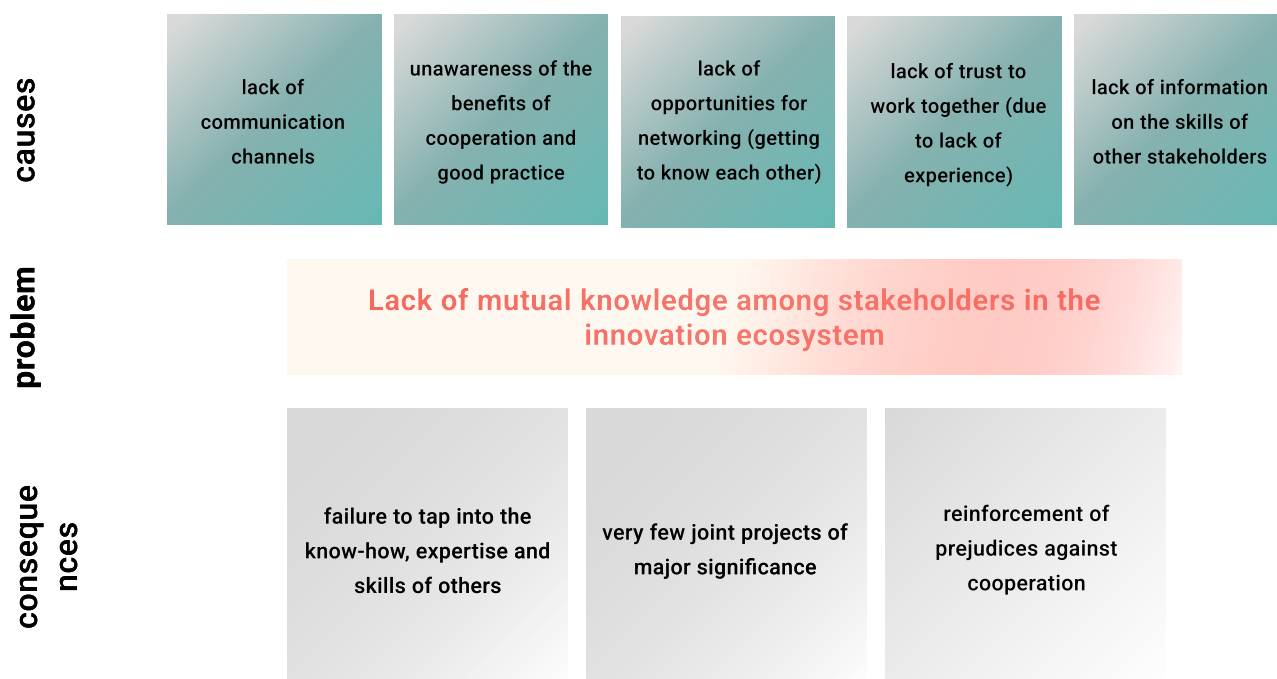 causes
lack of
communication
channels
unawareness of the
benefits of
cooperation and
good practice
lack of
opportunities for
networking (getting
to know each other)
lack of trust to
work together (due
to lack of
experience)
lack of information
on the skills of
other stakeholders
problem
Lack of mutual knowledge among stakeholders in the
innovation ecosystem
conseque
nces
failure to tap into the
know-how, expertise and
skills of others
very few joint projects of
major significance
reinforcement of
prejudices against
cooperation